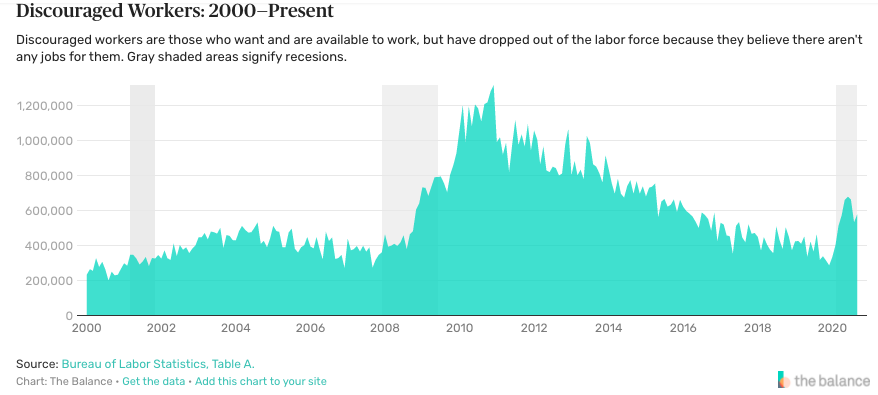 Discouraged Workers: 2000–Present
Discouraged workers are those who want and are available to work, but have dropped out of the labor force because they believe there aren't
any jobs for them. Gray shaded areas signify recesions.
1,200,000
1,000,000
800,000
600,000
400,000
200,000
0
2000 2002 2004 2006 2008 2010 2012 2014 2016 2018 2020
Source: Bureau of Labor Statistics, Table A.
Chart: The Balance • Get the data • Add this chart to your site
the balance